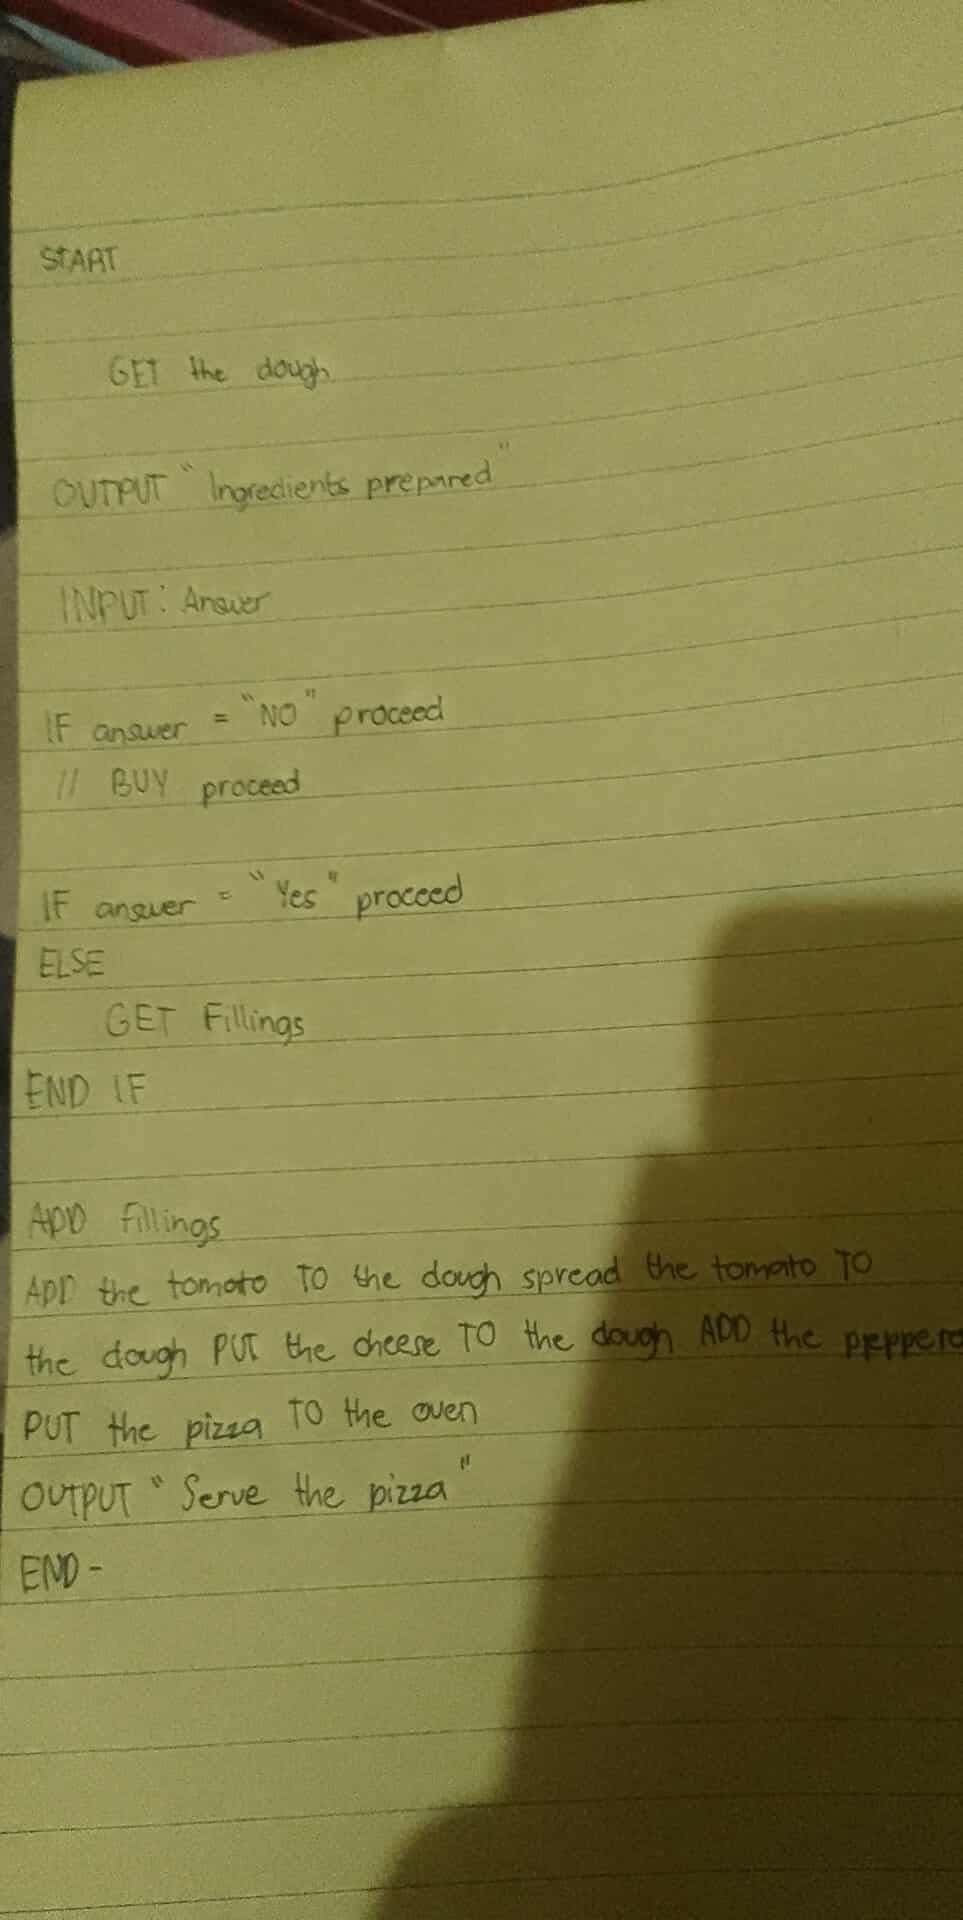 START
GET the dough
OUTPUT "Ingredients prepared"
INPUT: Answer
IF answer = "NO" proceed
// BUY proceed
IF answer = "Yes" proceed
ELSE
GET Fillings
END IF
ADD fillings
ADD the tomato TO the dough spread the tomato TO
the dough PUT the cheese TO the dough ADD the
PUT the pizza TO the oven
OUTPUT "Serve the pizza"
END-